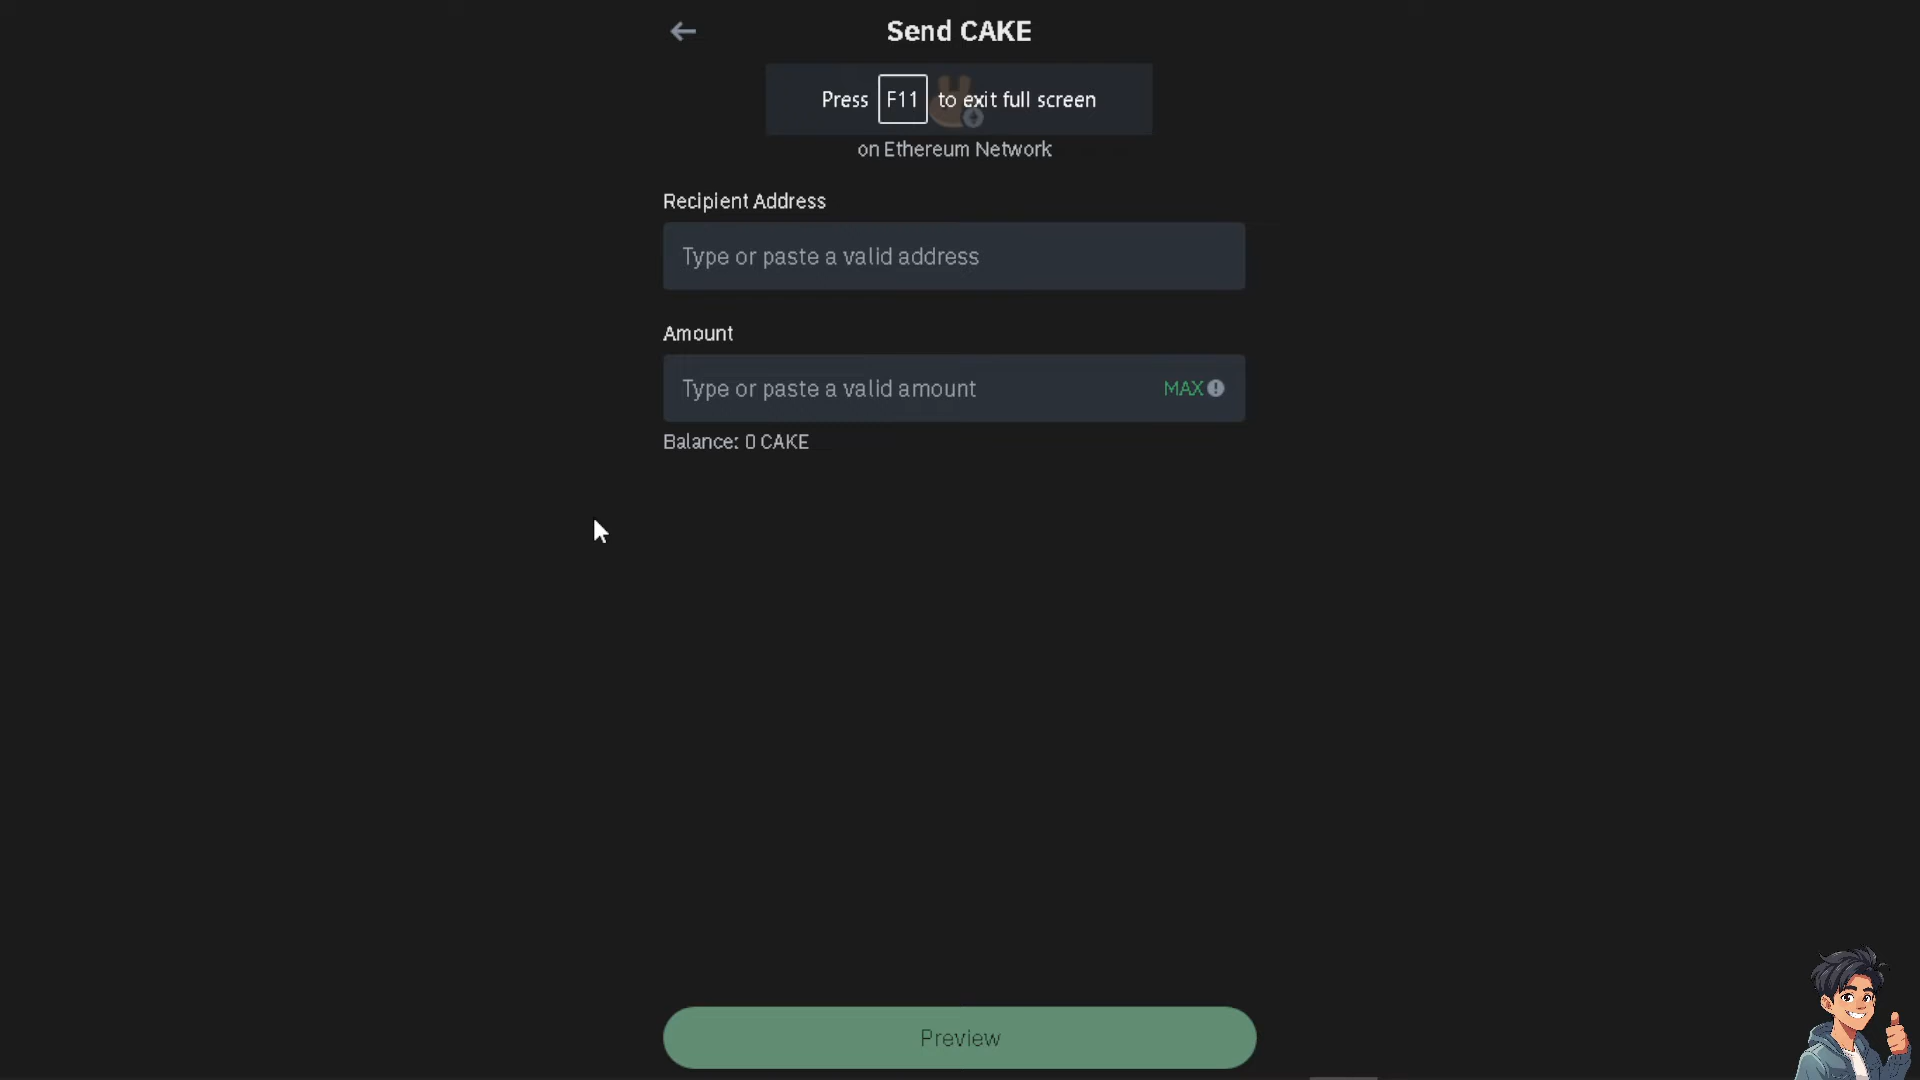 Send CAKE
Press F11 to exit full screen
on Ethereum Network
Recipient Address
Type or paste a valid address
Amount
Type or paste a valid amount MAX
Balance: 0 CAKE
Preview